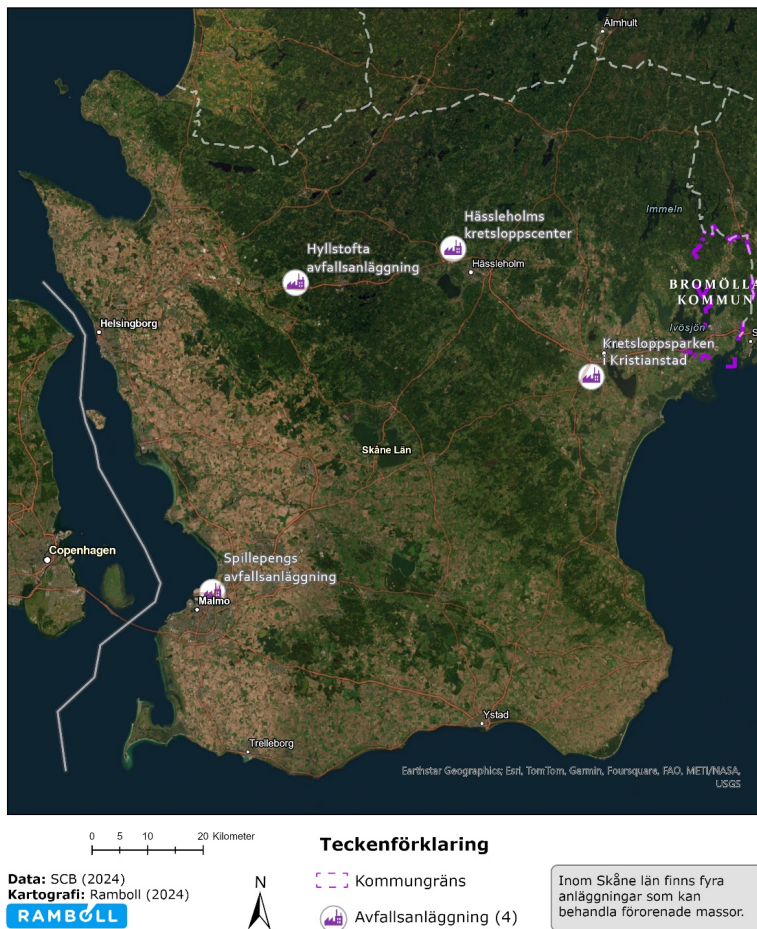 Älmhult
Immeln
Hässleholms
kretsloppscenter
Hyllstofta
avfallsanläggning
Hässleholm
BROMÖLLA
KOMMUN
Helsingborg
Ivösjön
S
Kretsloppsparken
i Kristianstad
Skåne Län
Copenhagen
Spillepengs
avfallsanläggning
Malmo
Ystad
Trelleborg
Earthstar Geographics; Esri, TomTom, Garmin, Foursquare, FAO, METI/NASA,
USGS
0 5 10 20 Kilometer
Teckenförklaring
Data: SCB (2024)
Kartografi: Ramboll (2024)
RAMBOLL
N
Kommungräns
Avfallsanläggning (4)
Inom Skåne län finns fyra
anläggningar som kan
behandla förorenade massor.